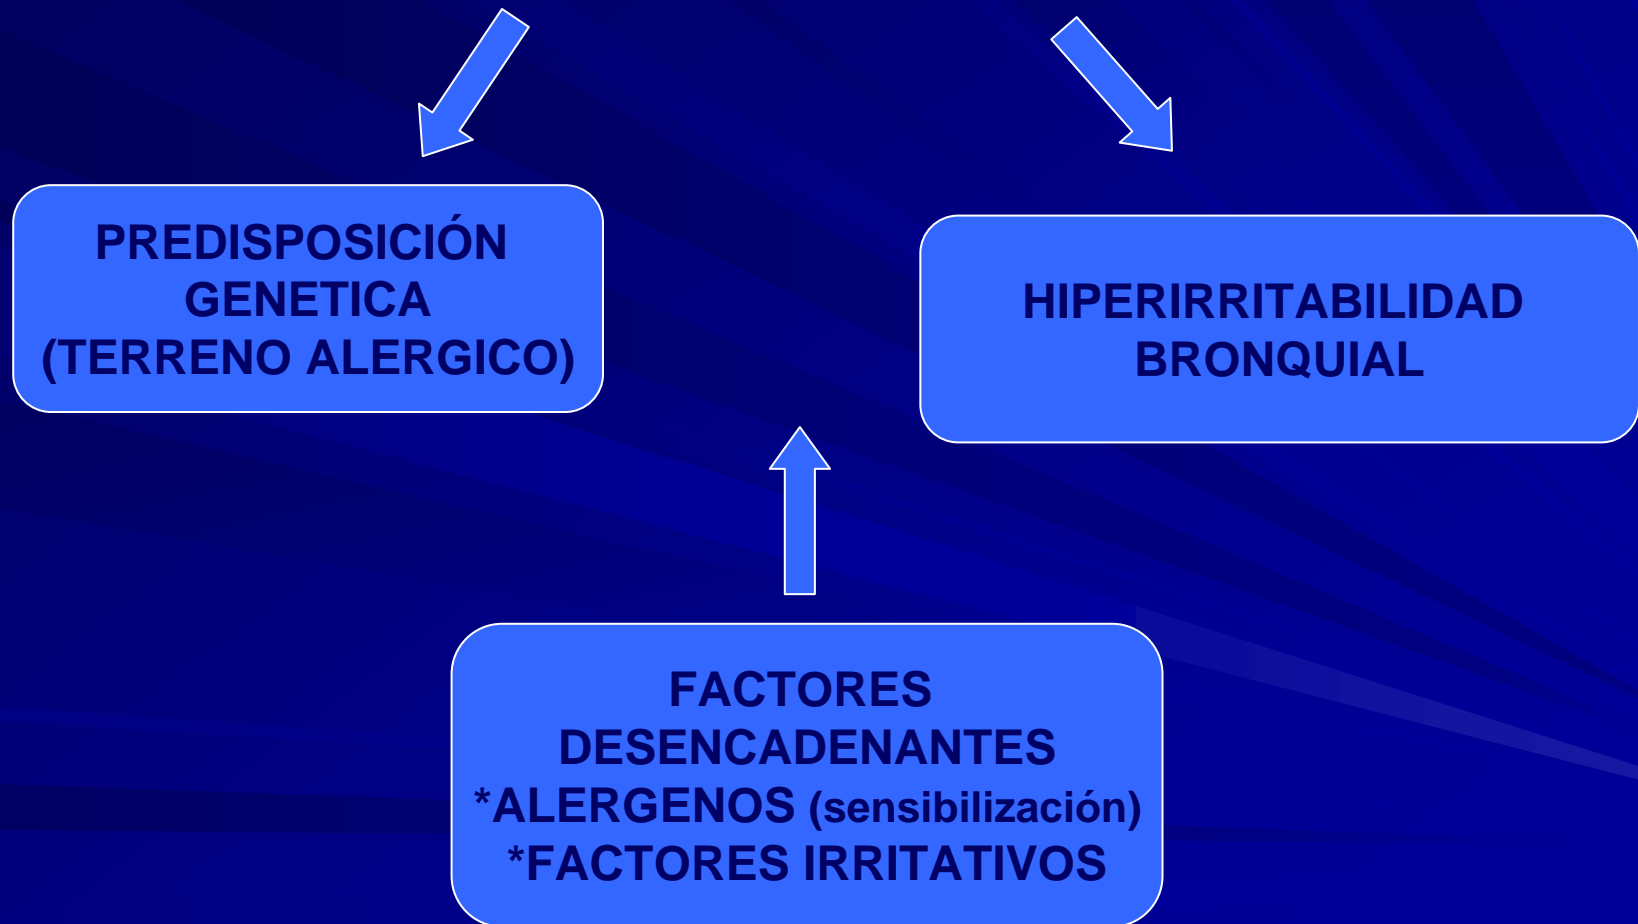 PREDISPOSICIÓN
GENETICA
(TERRENO ALERGICO)
HIPERIRRITABILIDAD
BRONQUIAL
FACTORES
DESENCADENANTES
*ALERGENOS (sensibilización)
*FACTORES IRRITATIVOS